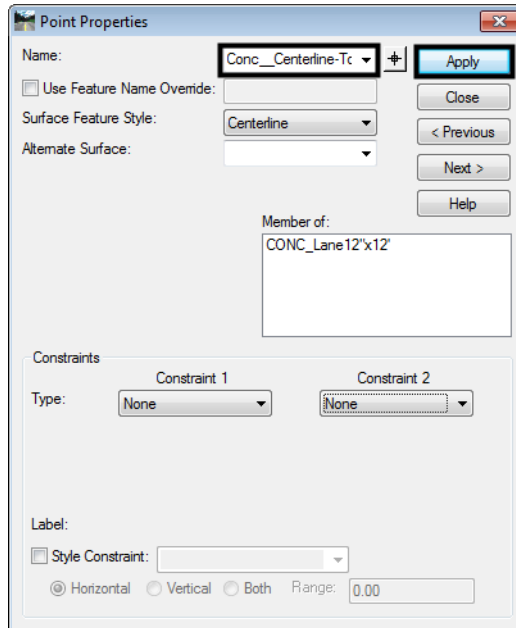 Point Properties
Name: Conc__Centerline-Tc Apply
Use Feature Name Override: Close
Surface Feature Style: Centerline < Previous
Alternate Surface: Next >
Help
Member of:
CONC_Lane12"x12'
Constraints
Constraint 1 Constraint 2
Type: None None
Label:
Style Constraint:
Horizontal Vertical Both Range: 0.00